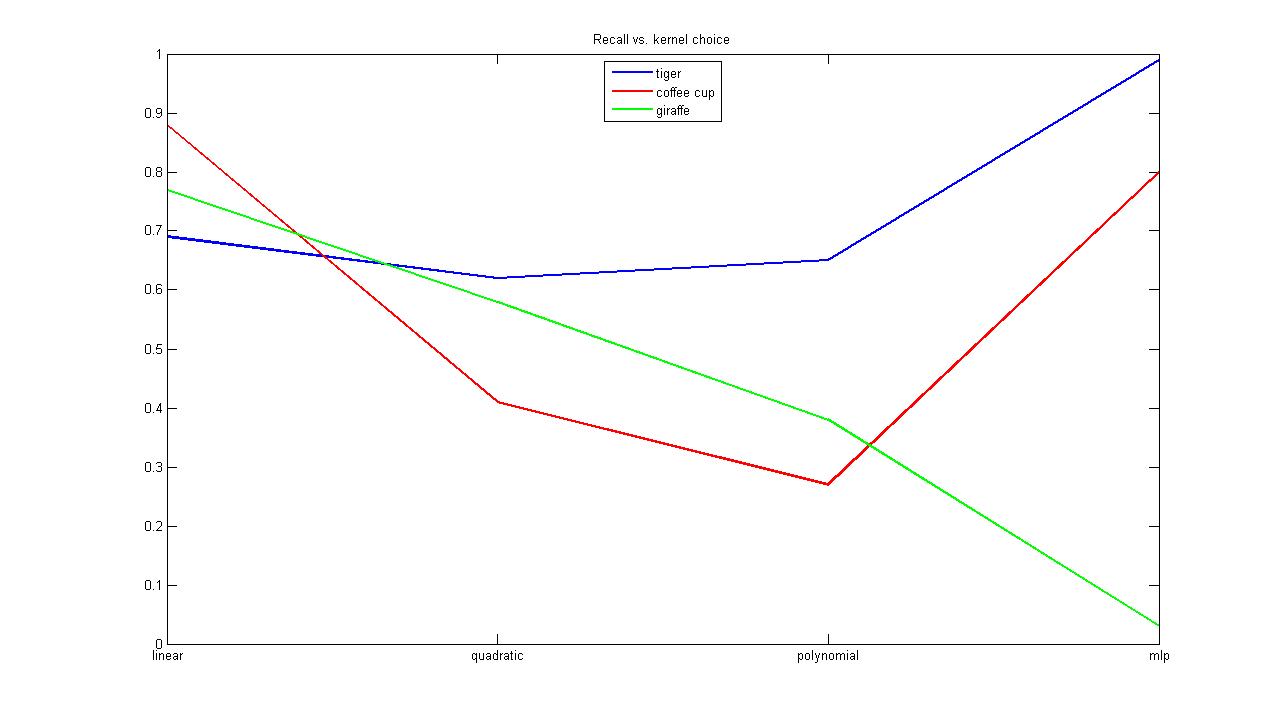 Recall vs. kernel choice
tiger
coffee cup
giraffe
1
0.9
0.8
0.7
0.6
0.5
0.4
0.3
0.2
0.1
0
linear quadratic polynomial mlp